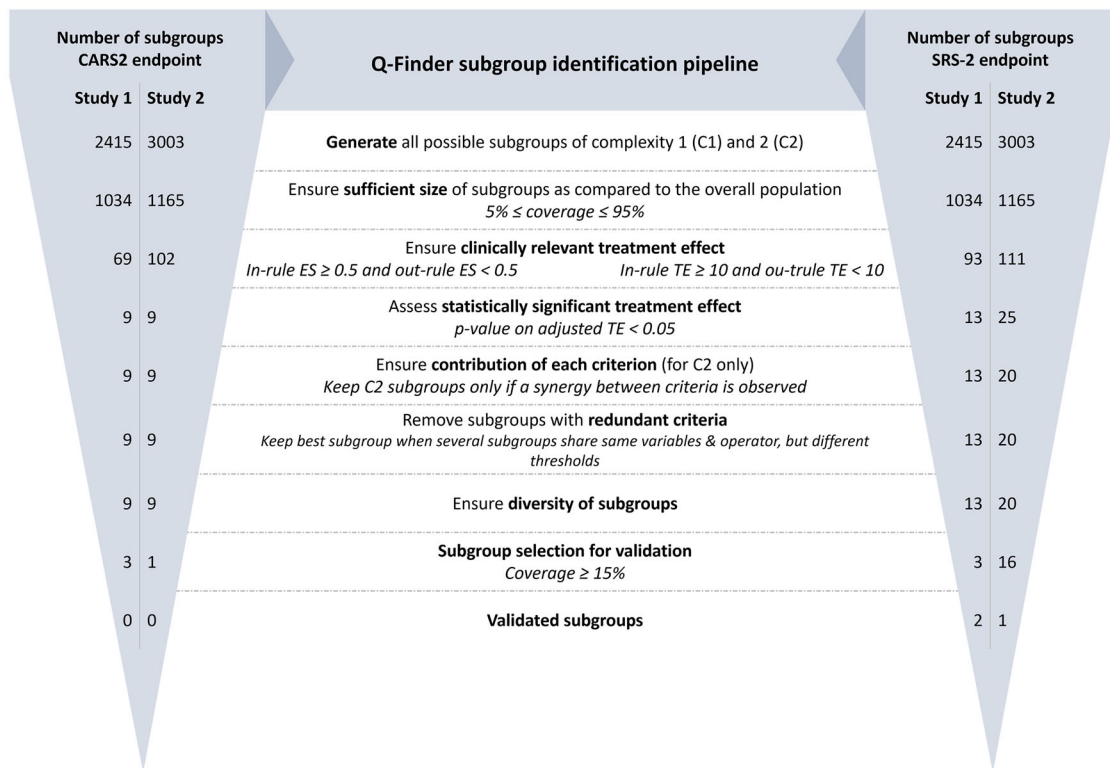 Number of subgroups
CARS2 endpoint
Q-Finder subgroup identification pipeline
Number of subgroups
SRS-2 endpoint
Study 1 Study 2
Study 1 Study 2
2415 3003
Generate all possible subgroups of complexity 1 (C1) and 2 (C2)
2415 3003
Ensure sufficient size of subgroups as compared to the overall population
1034 1165
5% ≤ coverage ≤ 95%
1034 1165
Ensure clinically relevant treatment effect
69 102
In-rule ES ≥ 0.5 and out-rule ES < 0.5
In-rule TE ≥ 10 and ou-trule TE < 10
93 111
Assess statistically significant treatment effect
9 9
p-value on adjusted TE < 0.05
13 25
Ensure contribution of each criterion (for C2 only)
9 9
Keep C2 subgroups only if a synergy between criteria is observed
13 20
Remove subgroups with redundant criteria
9 9
Keep best subgroup when several subgroups share same variables & operator, but different
thresholds
13 20
9 9
Ensure diversity of subgroups
13 20
Subgroup selection for validation
3 1
Coverage ≥ 15%
3 16
0 0
Validated subgroups
2 1